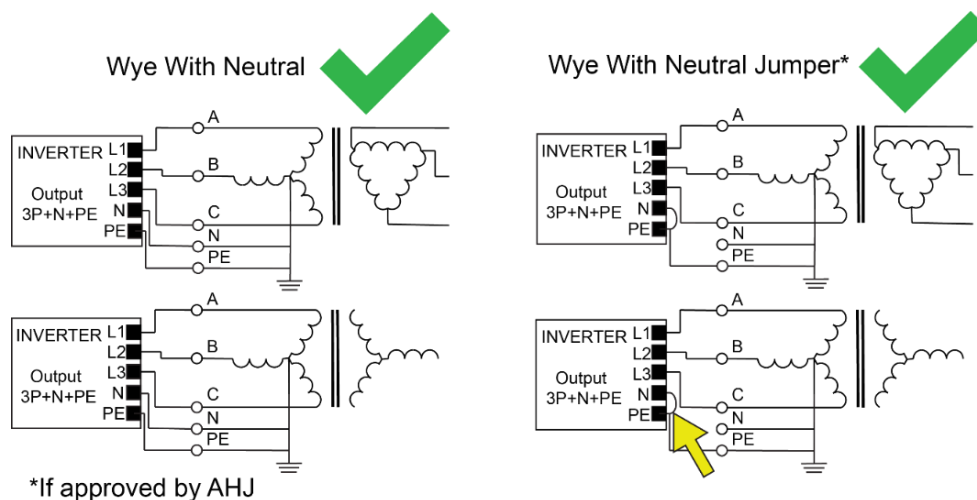 Wye With Neutral
A
INVERTER L1
L2
B
Output
3P+N+PE
L3
N
PE
C
N
PE
A
INVERTER L1
L2
B
Output
3P+N+PE
L3
N
PE
C
N
PE
*If approved by AHJ
Wye With Neutral Jumper*
A
INVERTER L1
L2
B
Output
3P+N+PE
L3
N
PE
C
N
PE
A
INVERTER L1
L2
B
Output
3P+N+PE
L3
N
PE
C
N
PE